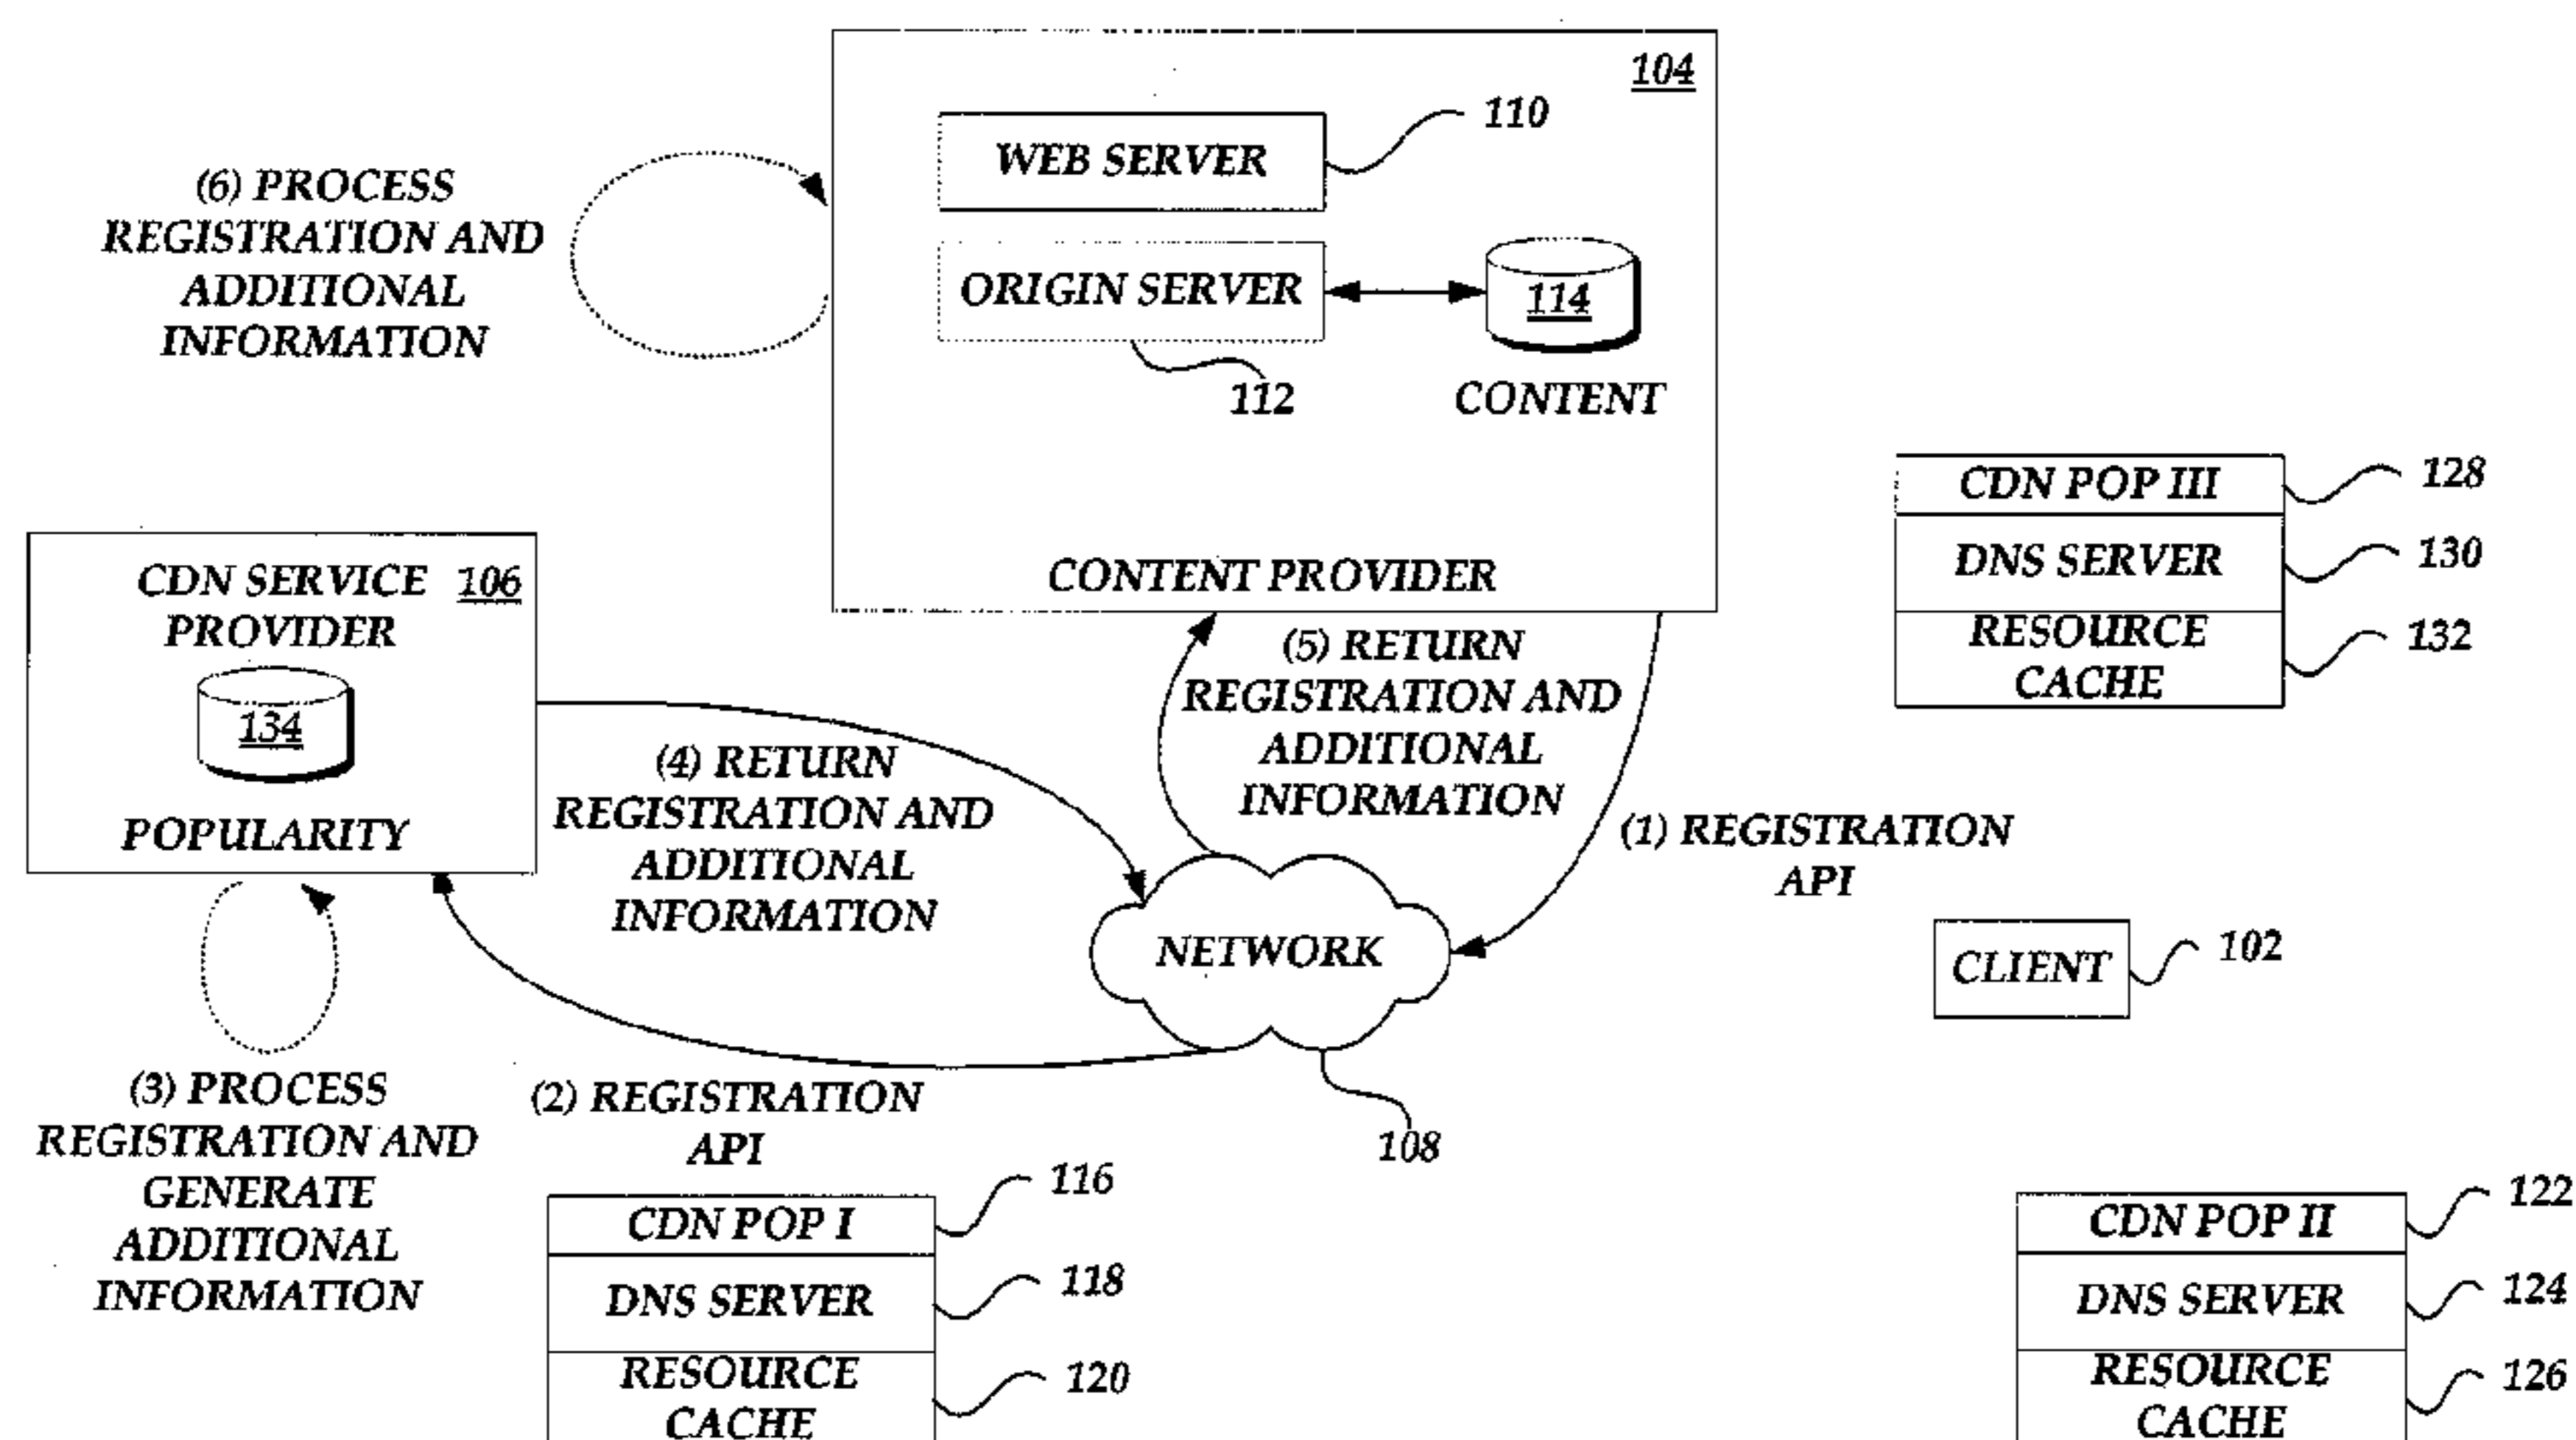 104
110
WEB SERVER
(6) PROCESS
REGISTRATION AND
ADDITIONAL
INFORMATION
ORIGIN SERVER
114
112
CONTENT
CONTENT PROVIDER
CDN POP III
128
DNS SERVER
130
RESOURCE
CACHE
132
CDN SERVICE
PROVIDER
106
134
POPULARITY
(5) RETURN
REGISTRATION AND
ADDITIONAL
INFORMATION
(4) RETURN
REGISTRATION AND
ADDITIONAL
INFORMATION
(1) REGISTRATION
API
NETWORK
CLIENT
102
(3) PROCESS
REGISTRATION AND
GENERATE
ADDITIONAL
INFORMATION
(2) REGISTRATION
API
108
CDN POP I
116
DNS SERVER
118
RESOURCE
CACHE
120
CDN POP II
122
DNS SERVER
124
RESOURCE
CACHE
126